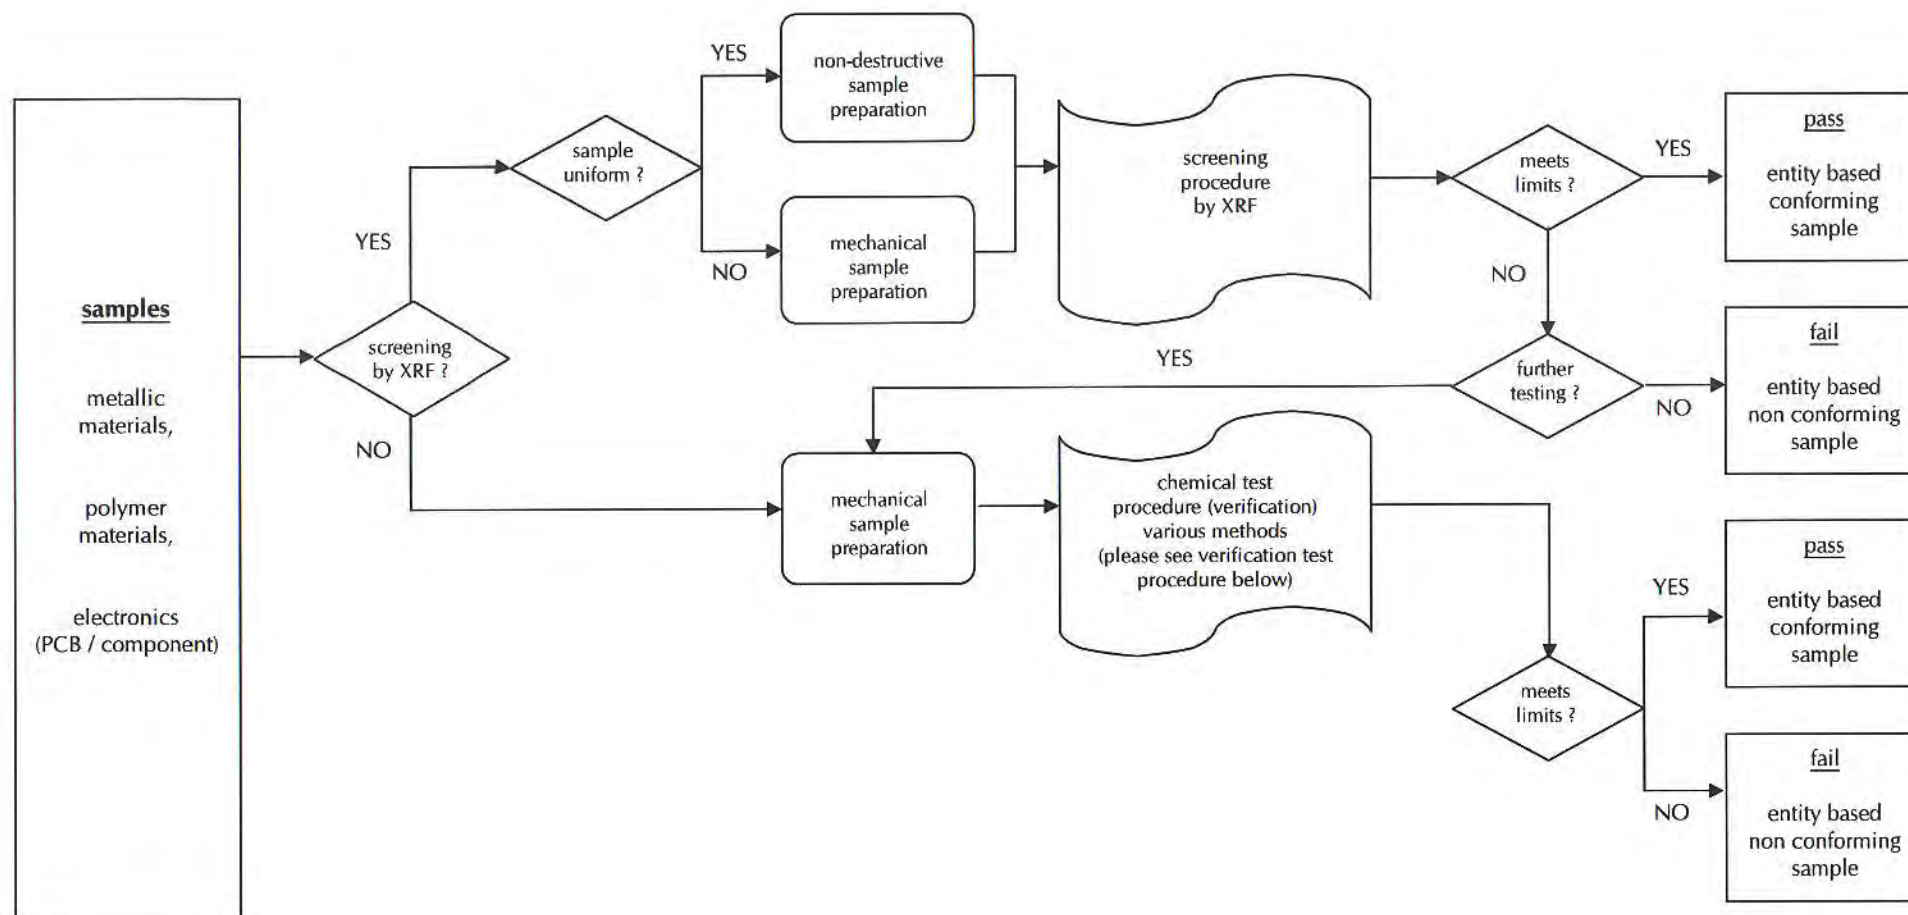 samples
metallic
materials,
polymer
materials,
electronics
(PCB / component)
screening
by XRF ?
YES
NO
sample
uniform ?
YES
NO
non-destructive
sample
preparation
mechanical
sample
preparation
screening
procedure
by XRF
meets
limits ?
YES
NO
pass
entity based
conforming
sample
further
testing ?
YES
NO
fail
entity based
non conforming
sample
mechanical
sample
preparation
chemical test
procedure (verification)
various methods
(please see verification test
procedure below)
meets
limits ?
YES
NO
pass
entity based
conforming
sample
fail
entity based
non conforming
sample